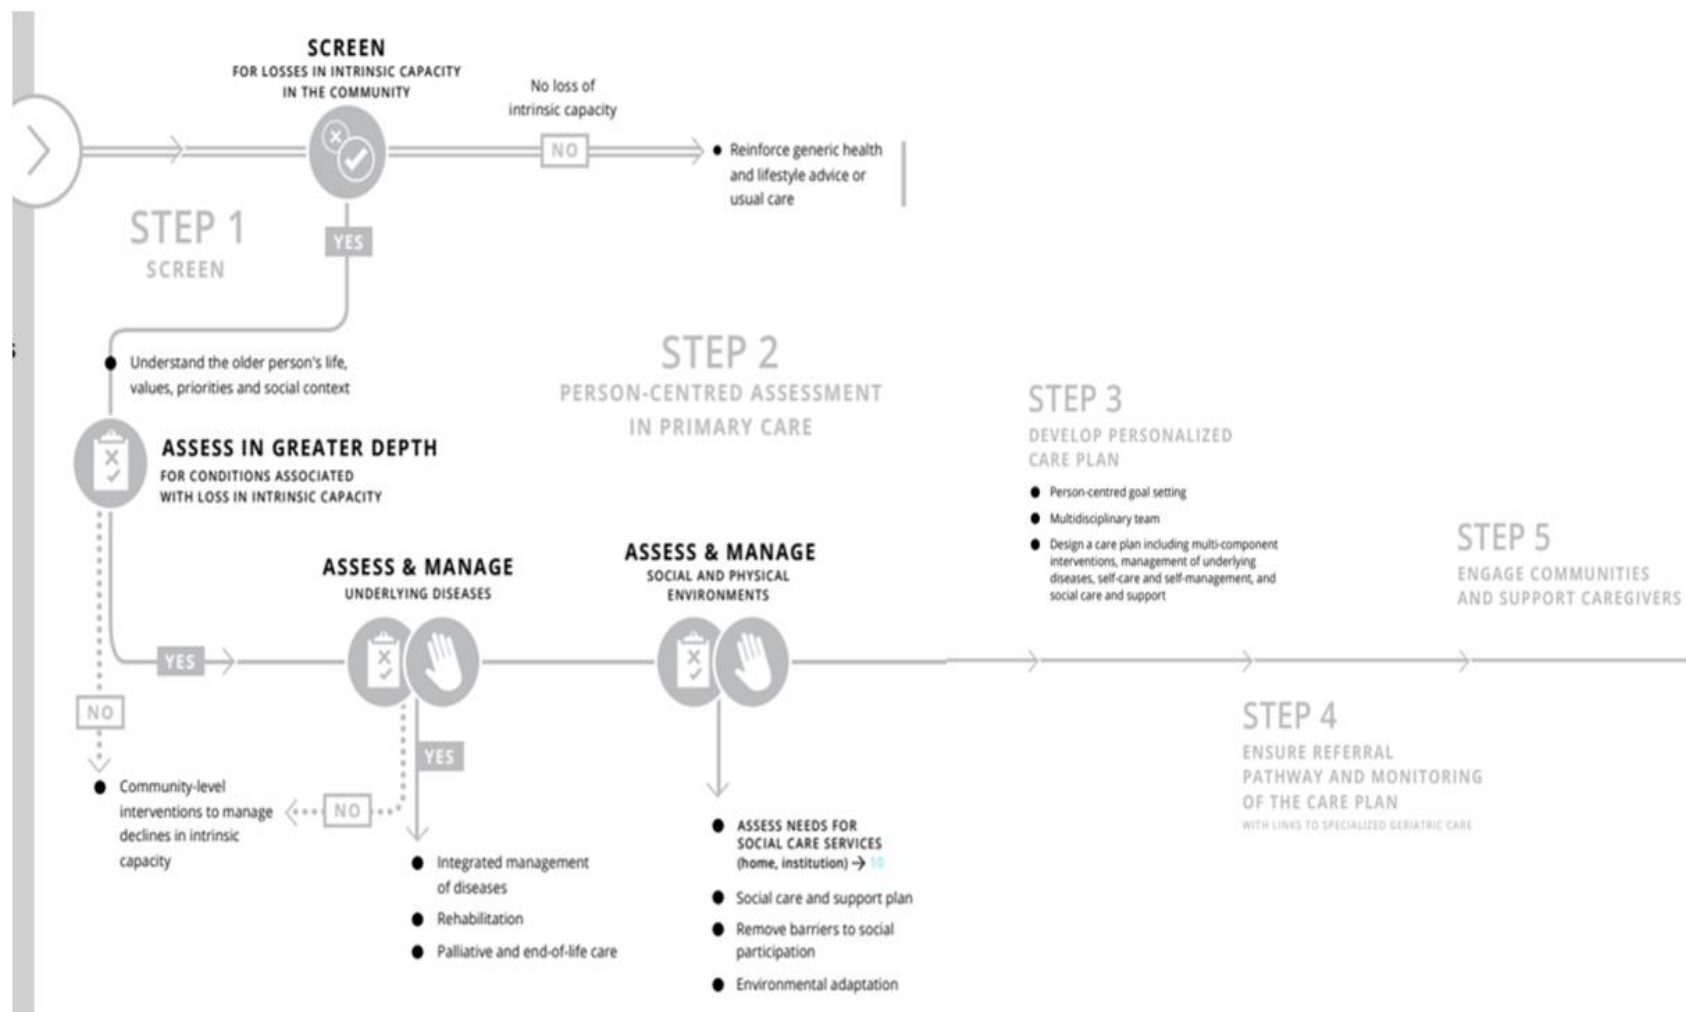 SCREEN
FOR LOSSES IN INTRINSIC CAPACITY
IN THE COMMUNITY
No loss of
intrinsic capacity
NO
Reinforce generic health
and lifestyle advice or
usual care
STEP 1
SCREEN
YES
Understand the older person's life,
values, priorities and social context
STEP 2
PERSON-CENTRED ASSESSMENT
IN PRIMARY CARE
ASSESS IN GREATER DEPTH
FOR CONDITIONS ASSOCIATED
WITH LOSS IN INTRINSIC CAPACITY
YES
NO
Community-level
interventions to manage
declines in intrinsic
capacity
ASSESS & MANAGE
UNDERLYING DISEASES
YES
NO
Integrated management
of diseases
Rehabilitation
Palliative and end-of-life care
ASSESS & MANAGE
SOCIAL AND PHYSICAL
ENVIRONMENTS
ASSESS NEEDS FOR
SOCIAL CARE SERVICES
(home, institution) → 10
Social care and support plan
Remove barriers to social
participation
Environmental adaptation
STEP 3
DEVELOP PERSONALIZED
CARE PLAN
Person-centred goal setting
Multidisciplinary team
Design a care plan including multi-component
interventions, management of underlying
diseases, self-care and self-management, and
social care and support
STEP 4
ENSURE REFERRAL
PATHWAY AND MONITORING
OF THE CARE PLAN
WITH LINKS TO SPECIALIZED GERIATRIC CARE
STEP 5
ENGAGE COMMUNITIES
AND SUPPORT CAREGIVERS